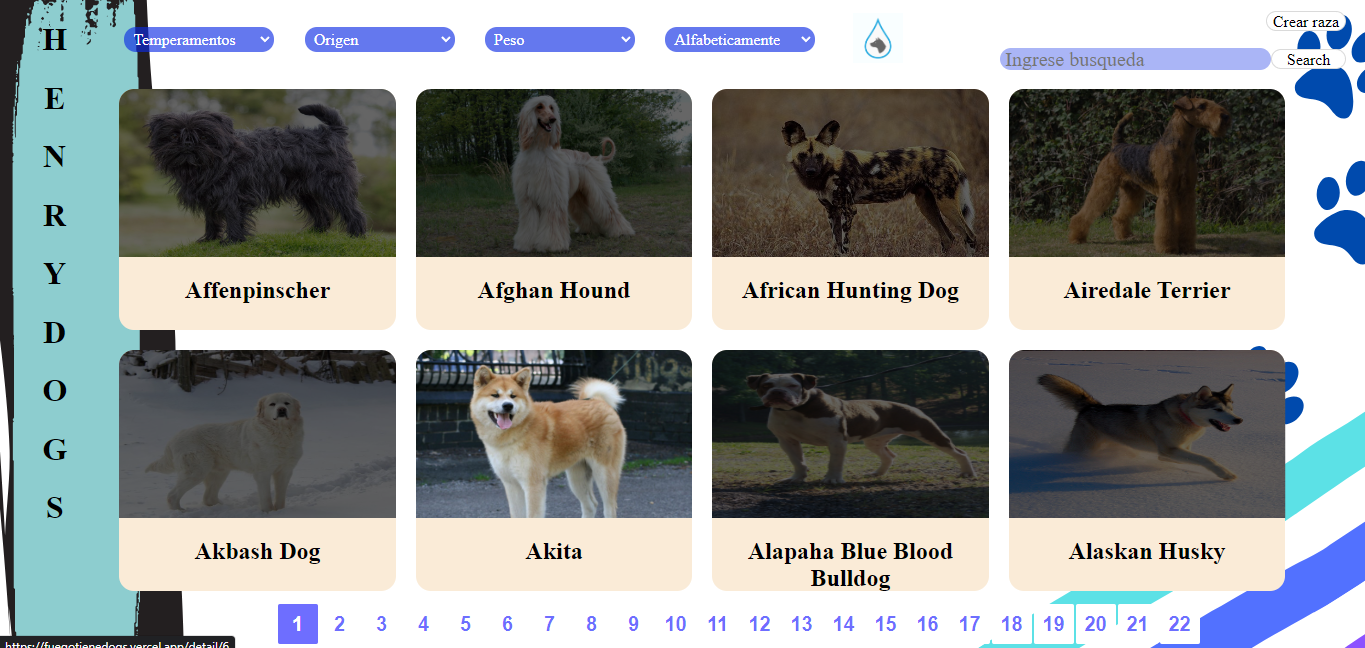 HENRY DOGS
Temperamentos Origen Peso Alfabeticamente
Crear raza
Ingrese busqueda Search
Affenpinscher
Afghan Hound
African Hunting Dog
Airedale Terrier
Akbash Dog
Akita
Alapaha Blue Blood
Bulldog
Alaskan Husky
1 2 3 4 5 6 7 8 9 10 11 12 13 14 15 16 17 18 19 20 21 22
https://fuegotienedogs.vercel.app/detail/6